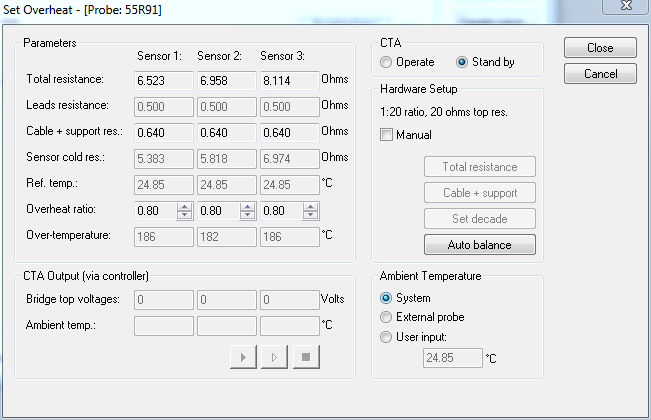 Set Overheat - [Probe: 55R91]
Parameters
Sensor 1: Sensor 2: Sensor 3:
Total resistance: 6.523 6.958 8.114 Ohms
Leads resistance: 0.500 0.500 0.500 Ohms
Cable + support res.: 0.640 0.640 0.640 Ohms
Sensor cold res.: 5.383 5.818 6.974 Ohms
Ref. temp.: 24.85 24.85 24.85 °C
Overheat ratio: 0.80 0.80 0.80
Over-temperature: 186 182 186 °C
CTA Output (via controller)
Bridge top voltages: 0 0 0 Volts
Ambient temp.: °C
CTA
Operate Stand by
Hardware Setup
1:20 ratio, 20 ohms top res.
Manual
Total resistance
Cable + support
Set decade
Auto balance
Ambient Temperature
System
External probe
User input:
24.85 °C
Close
Cancel